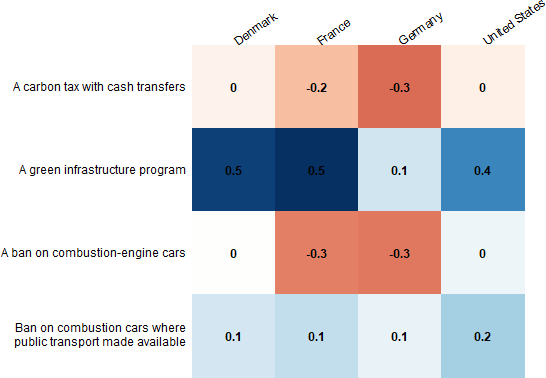 Denmark France Germany United States
A carbon tax with cash transfers 0 -0.2 -0.3 0
A green infrastructure program 0.5 0.5 0.1 0.4
A ban on combustion-engine cars 0 -0.3 -0.3 0
Ban on combustion cars where
public transport made available 0.1 0.1 0.1 0.2